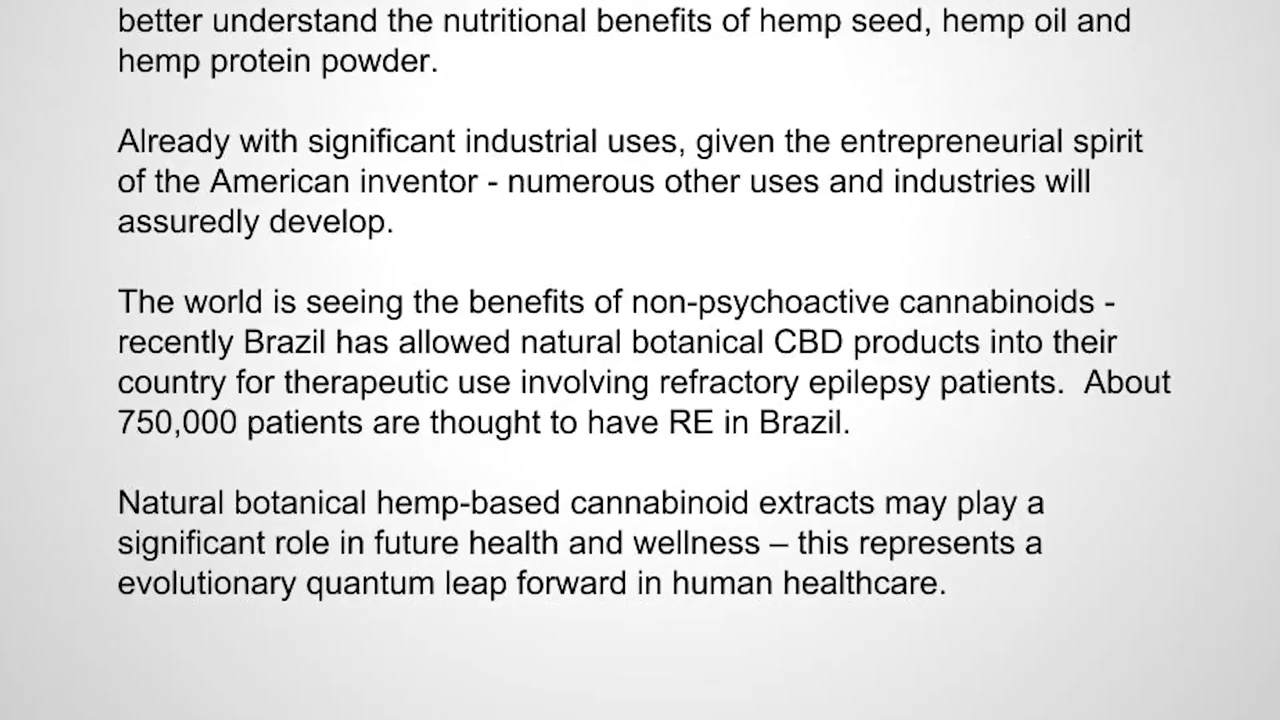 better understand the nutritional benefits of hemp seed, hemp oil and
hemp protein powder.
Already with significant industrial uses, given the entrepreneurial spirit
of the American inventor - numerous other uses and industries will
assuredly develop.
The world is seeing the benefits of non-psychoactive cannabinoids -
recently Brazil has allowed natural botanical CBD products into their
country for therapeutic use involving refractory epilepsy patients.  About
750,000 patients are thought to have RE in Brazil.
Natural botanical hemp-based cannabinoid extracts may play a
significant role in future health and wellness – this represents a
evolutionary quantum leap forward in human healthcare.